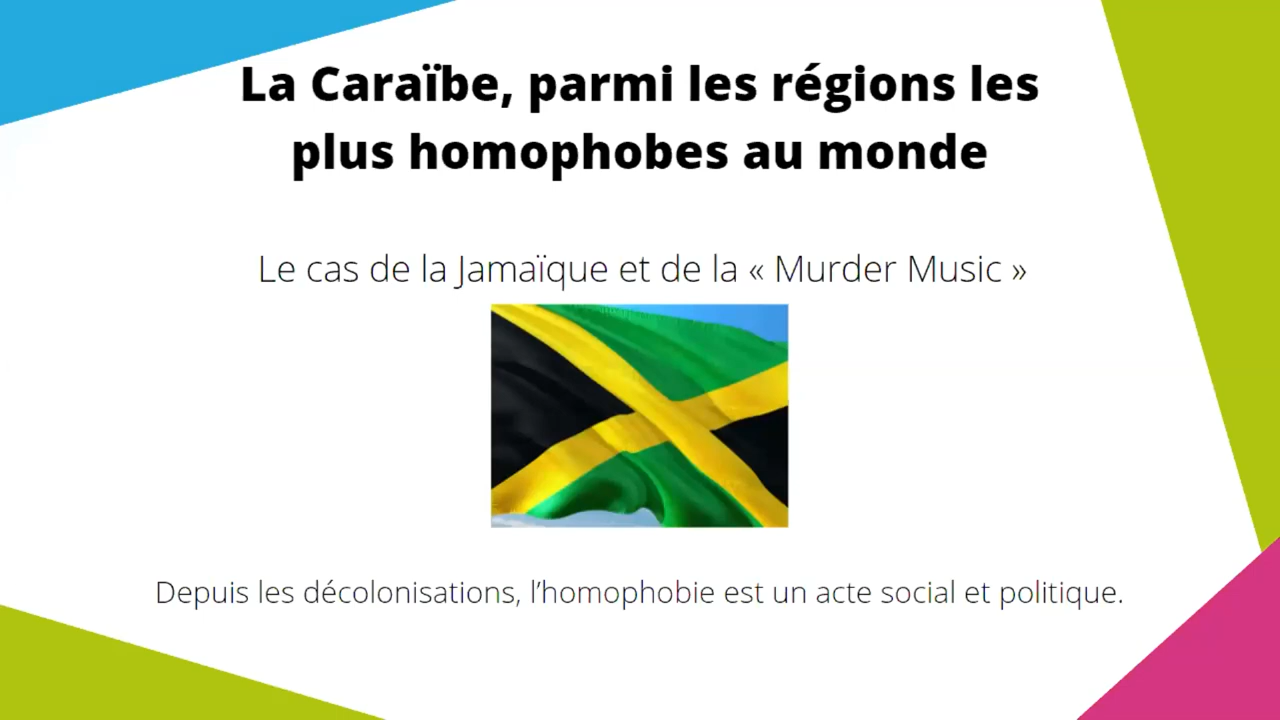 La Caraïbe, parmi les régions les
plus homophobes au monde
Le cas de la Jamaïque et de la « Murder Music »
Depuis les décolonisations, l’homophobie est un acte social et politique.